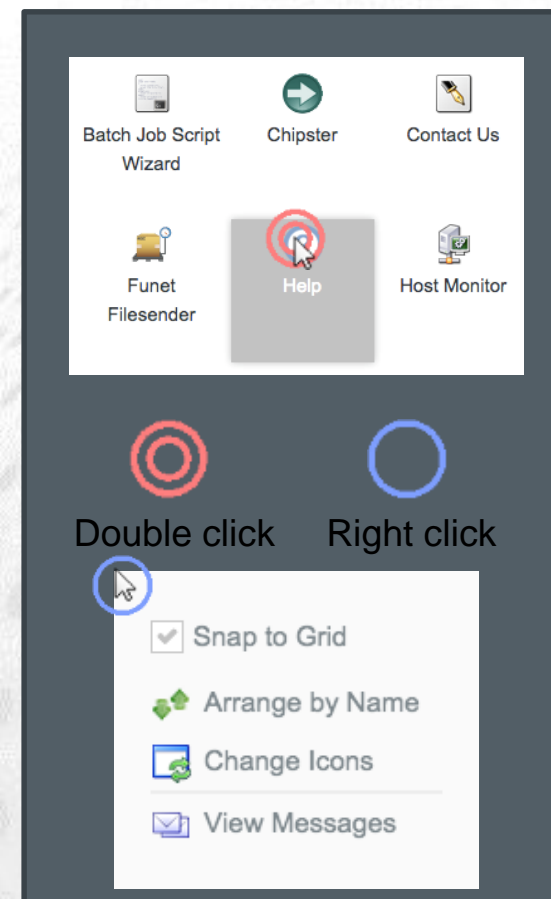 Batch Job Script
Wizard
Chipster
Contact Us
Funet
Filesender
Help
Host Monitor
Double click
Right click
Snap to Grid
Arrange by Name
Change Icons
View Messages